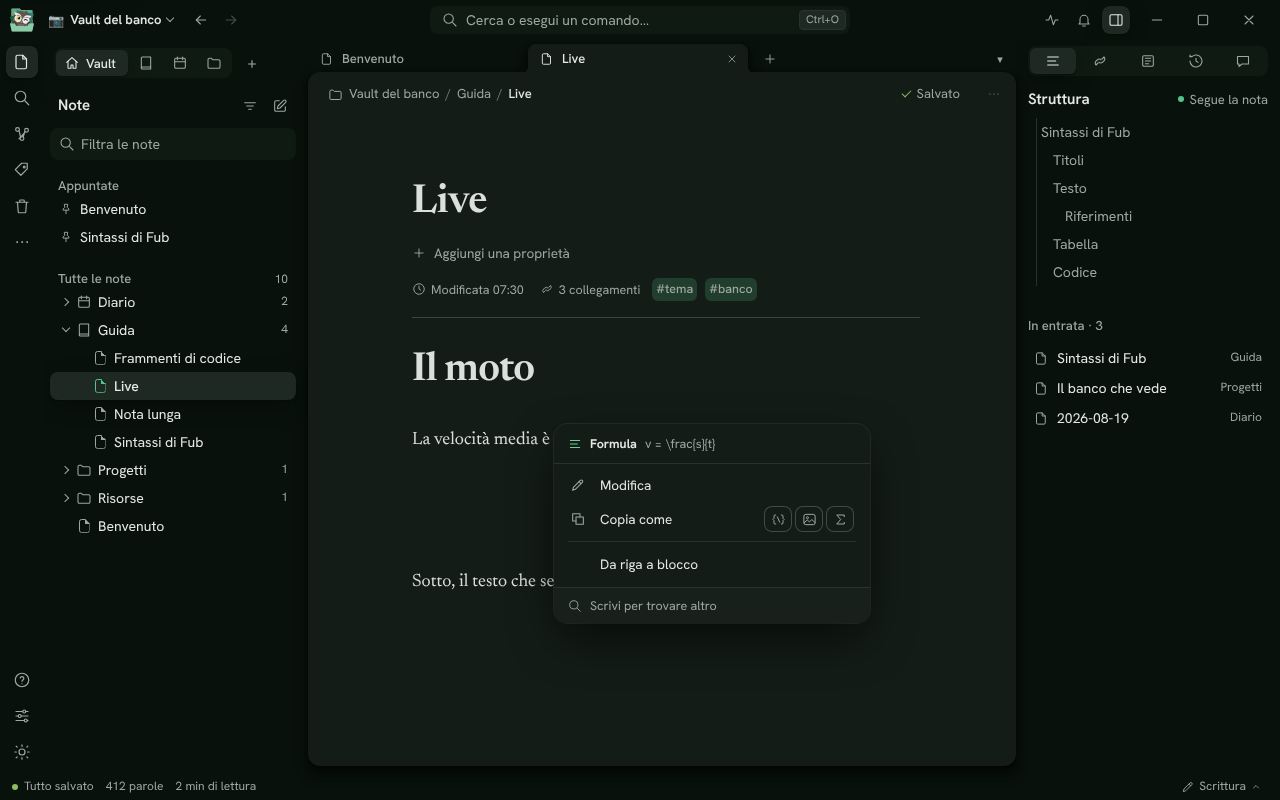 Vault del banco
Cerca o esegui un comando…
Ctrl+O
Vault
Note
Filtra le note
Appuntate
Benvenuto
Sintassi di Fub
Tutte le note 10
Diario 2
Guida 4
Frammenti di codice
Live
Nota lunga
Sintassi di Fub
Progetti 1
Risorse 1
Benvenuto
Tutto salvato 412 parole 2 min di lettura
Benvenuto
Live
Vault del banco / Guida / Live
Salvato
Live
Aggiungi una proprietà
Modificata 07:30 3 collegamenti #tema #banco
Il moto
La velocità media è
Formula v = \frac{s}{t}
Modifica
Copia come
Da riga a blocco
Scrivi per trovare altro
Sotto, il testo che se
Struttura
Segue la nota
Sintassi di Fub
Titoli
Testo
Riferimenti
Tabella
Codice
In entrata · 3
Sintassi di Fub Guida
Il banco che vede Progetti
2026-08-19 Diario
Scrittura